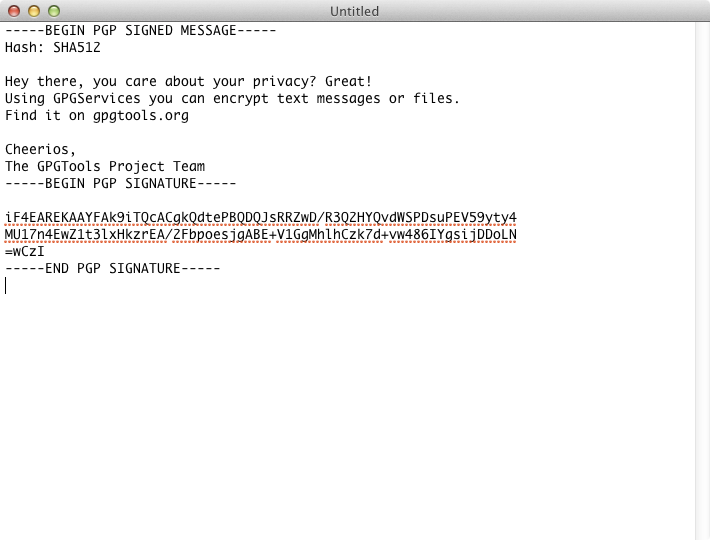 Untitled
-----BEGIN PGP SIGNED MESSAGE-----
Hash: SHA512
Hey there, you care about your privacy? Great!
Using GPGServices you can encrypt text messages or files.
Find it on gpgtools.org
Cheerios,
The GPGTools Project Team
-----BEGIN PGP SIGNATURE-----
iF4EAREKAAYFAk9iTQcACgkQdtePBQDQJsRRZwD/R3Q2HYQvdWSPDsuPEV59yty4
MU17n4EwZ1t3lxHkzrEA/2FbpoesjgABE+V1GgMhlhCzk7d+vw486IYgsijDDoLN
=wCzI
-----END PGP SIGNATURE-----